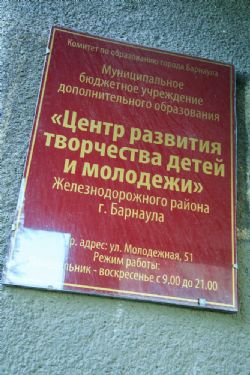 Комитет по образованию города Барнаула
Муниципальное
бюджетное учреждение
дополнительного образования
«Центр развития
творчества детей
и молодежи»
Железнодорожного района
г. Барнаула
адрес: ул. Молодежная, 51
Режим работы:
- воскресенье с 9.00 до 21.00